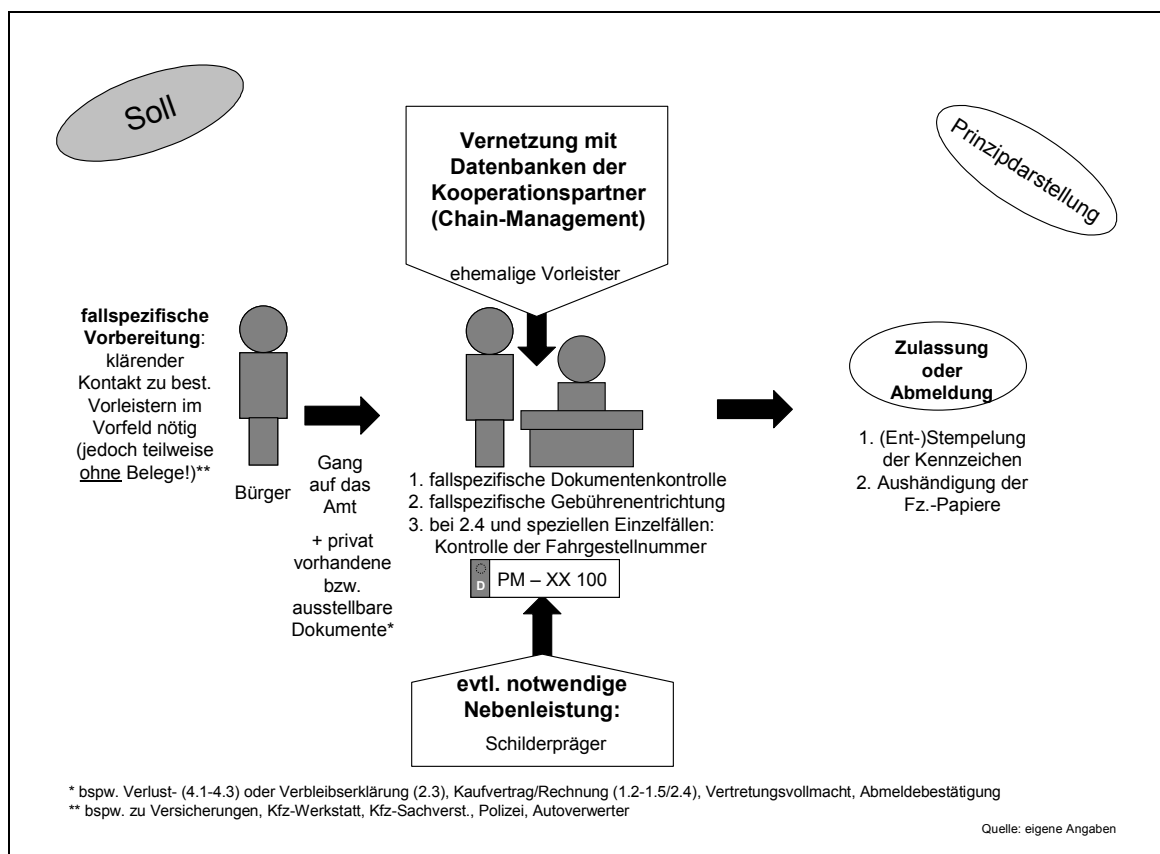 Soll
Prinzipdarstellung
Vernetzung mit
Datenbanken der
Kooperationspartner
(Chain-Management)
ehemalige Vorleister
fallspezifische
Vorbereitung:
klärender
Kontakt zu best.
Vorleistern im
Vorfeld nötig
(jedoch teilweise
ohne Belege!)**
Bürger
Gang
auf das
Amt
+ privat
vorhandene
bzw.
ausstellbare
Dokumente*
1. fallspezifische Dokumentenkontrolle
2. fallspezifische Gebührenentrichtung
3. bei 2.4 und speziellen Einzelfällen:
Kontrolle der Fahrgestellnummer
D
PM – XX 100
evtl. notwendige
Nebenleistung:
Schilderpräger
Zulassung
oder
Abmeldung
1. (Ent-)Stempelung
der Kennzeichen
2. Aushändigung der
Fz.-Papiere
* bspw. Verlust- (4.1-4.3) oder Verbleibserklärung (2.3), Kaufvertrag/Rechnung (1.2-1.5/2.4), Vertretungsvollmacht, Abmeldebestätigung
** bspw. zu Versicherungen, Kfz-Werkstatt, Kfz-Sachverst., Polizei, Autoverwerter
Quelle: eigene Angaben